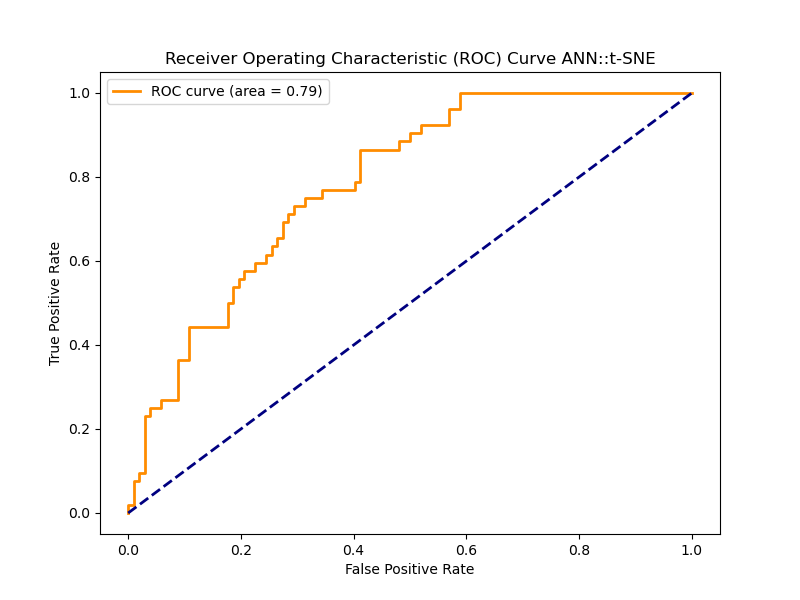 Receiver Operating Characteristic (ROC) Curve ANN::t-SNE
ROC curve (area = 0.79)
1.0
0.8
0.6
0.4
0.2
0.0
True Positive Rate
0.0 0.2 0.4 0.6 0.8 1.0
False Positive Rate